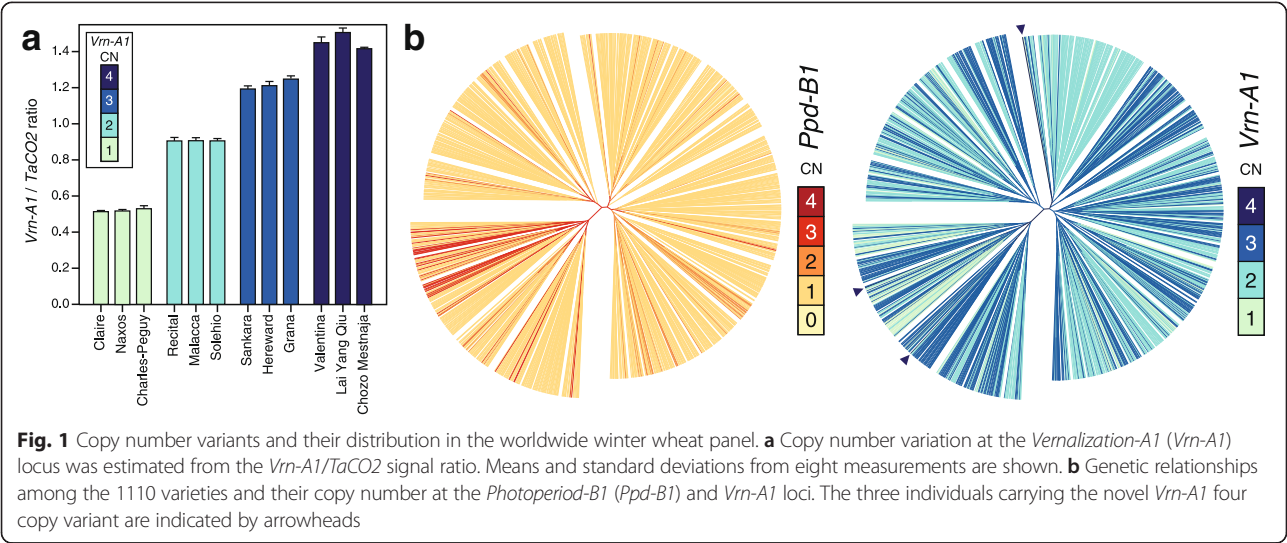 a
Vrn-A1
CN
4
3
2
1
Vrn-A1 / TaCO2 ratio
1.4
1.2
1.0
0.8
0.6
0.4
0.2
0.0
Claire
Naxos
Charles-Peguy
Recital
Malacca
Solehio
Sankara
Hereward
Grana
Valentina
Lai Yang Qiu
Chozo Mestnaja
b
Ppd-B1
CN
4
3
2
1
0
Vrn-A1
CN
4
3
2
1
Fig. 1 Copy number variants and their distribution in the worldwide winter wheat panel. a Copy number variation at the Vernalization-A1 (Vrn-A1)
locus was estimated from the Vrn-A1/TaCO2 signal ratio. Means and standard deviations from eight measurements are shown. b Genetic relationships
among the 1110 varieties and their copy number at the Photoperiod-B1 (Ppd-B1) and Vrn-A1 loci. The three individuals carrying the novel Vrn-A1 four
copy variant are indicated by arrowheads